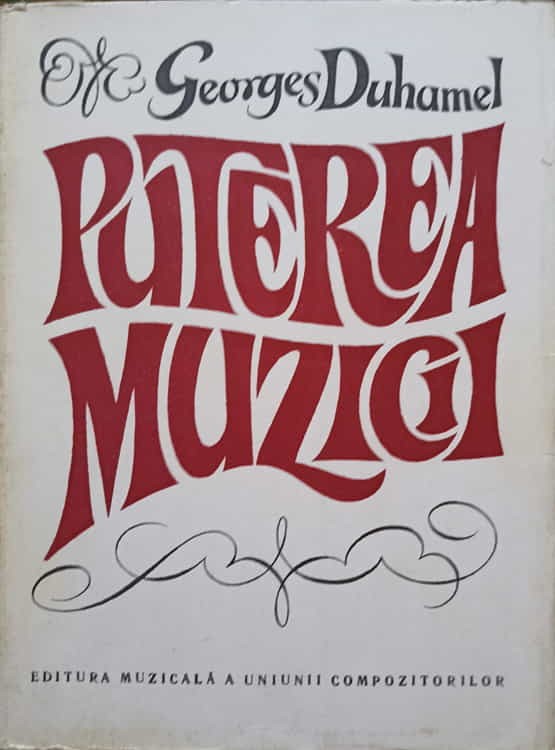 Georges Duhamel
PUTEREA
MUZICII
EDITURA MUZICALĂ A UNIUNII COMPOZITORILOR